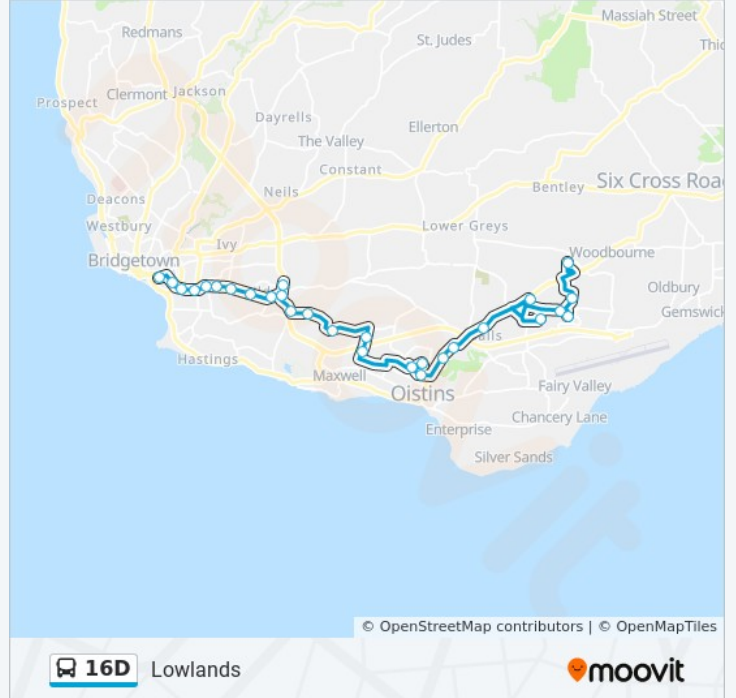 Massiah Street
Redmans
St. Judes
Clermont
Jackson
Prospect
Dayrells
Ellerton
The Valley
Constant
Six Cross Roa
Neils
Bentley
Deacons
Westbury
Lower Greys
Ivy
Woodbourne
Bridgetown
Oldbury
Gemswick
Hastings
Maxwell
Oistins
Fairy Valley
Chancery Lane
Enterprise
Silver Sands
© OpenStreetMap contributors | © OpenMapTiles
16D Lowlands
moovit